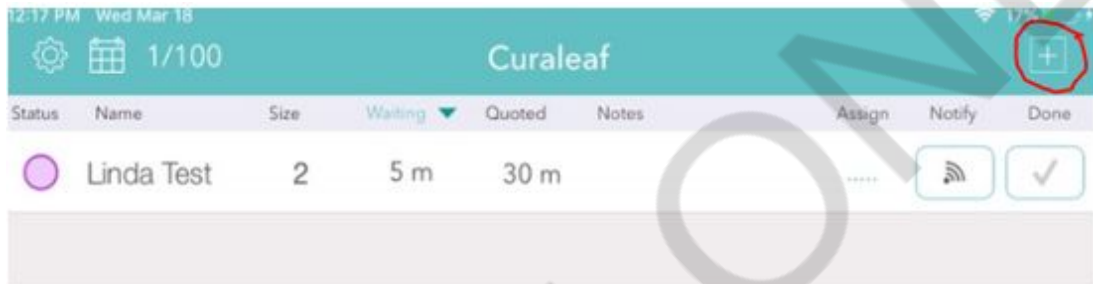 12:17 PM Wed Mar 18 17%
1/100 Curaleaf
Status Name Size Waiting Quoted Notes Assign Notify Done
Linda Test 2 5 m 30 m .....